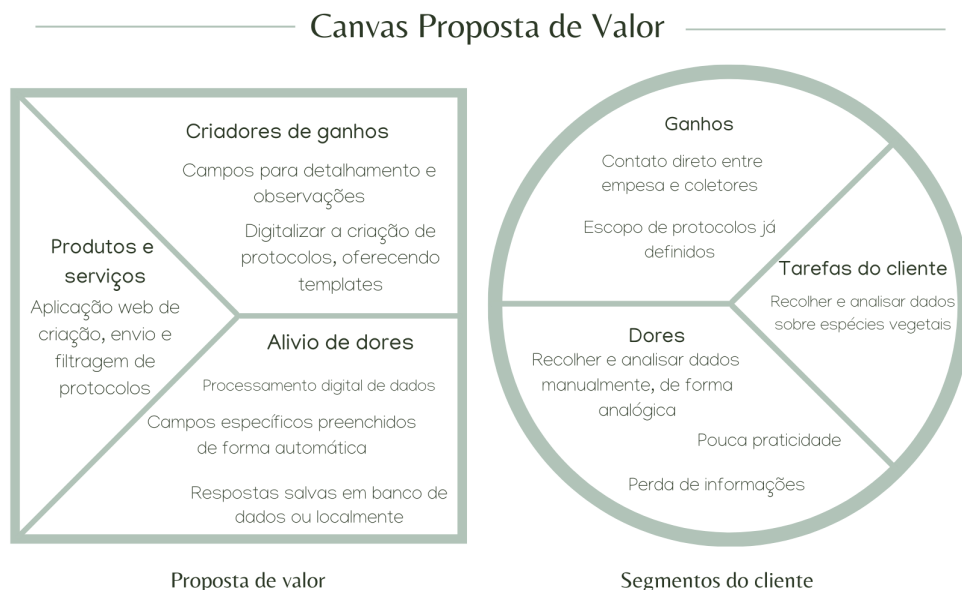 Canvas Proposta de Valor
Criadores de ganhos
Campos para detalhamento e
observações
Digitalizar a criação de
protocolos, oferecendo
templates
Produtos e
serviços
Aplicação web de
criação, envio e
filtragem de
protocolos
Alivio de dores
Processamento digital de dados
Campos específicos preenchidos
de forma automática
Respostas salvas em banco de
dados ou localmente
Proposta de valor
Ganhos
Contato direto entre
empesa e coletores
Escopo de protocolos já
definidos
Tarefas do cliente
Recolher e analisar dados
sobre espécies vegetais
Dores
Recolher e analisar dados
manualmente, de forma
analógica
Pouca praticidade
Perda de informações
Segmentos do cliente